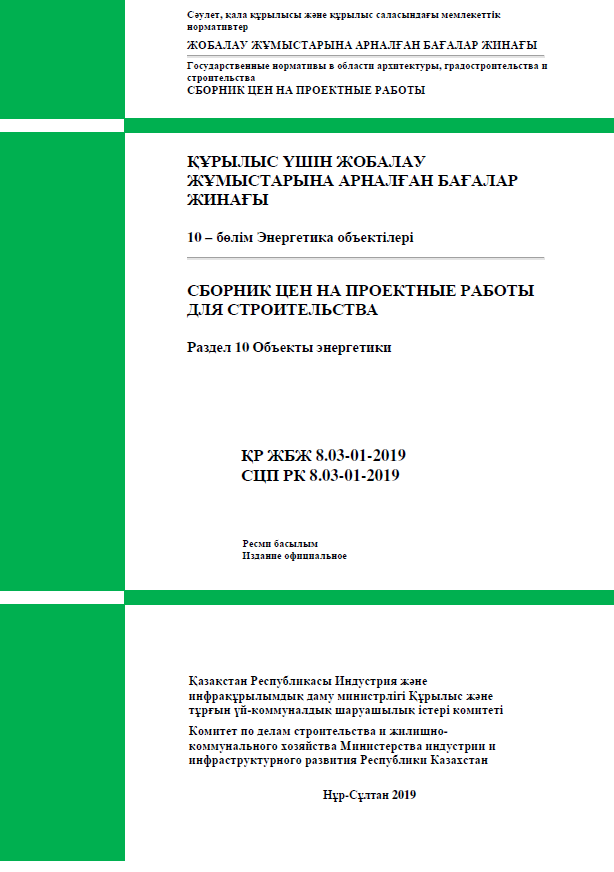 Сәулет, қала құрылысы және құрылыс саласындағы мемлекеттік
нормативтер
ЖОБАЛАУ ЖҰМЫСТАРЫНА АРНАЛҒАН БАҒАЛАР ЖИНАҒЫ
Государственные нормативы в области архитектуры, градостроительства и
строительства
СБОРНИК ЦЕН НА ПРОЕКТНЫЕ РАБОТЫ
ҚҰРЫЛЫС ҮШІН ЖОБАЛАУ
ЖҰМЫСТАРЫНА АРНАЛҒАН БАҒАЛАР
ЖИНАҒЫ
10 – бөлім Энергетика объектілері
СБОРНИК ЦЕН НА ПРОЕКТНЫЕ РАБОТЫ
ДЛЯ СТРОИТЕЛЬСТВА
Раздел 10 Объекты энергетики
ҚР ЖБЖ 8.03-01-2019
СЦП РК 8.03-01-2019
Ресми басылым
Издание официальное
Қазақстан Республикасы Индустрия және
инфрақұрылымдық даму министрлігі Құрылыс және
тұрғын үй-коммуналдық шаруашылық істері комитеті
Комитет по делам строительства и жилищно-
коммунального хозяйства Министерства индустрии и
инфраструктурного развития Республики Казахстан
Нұр-Сұлтан 2019